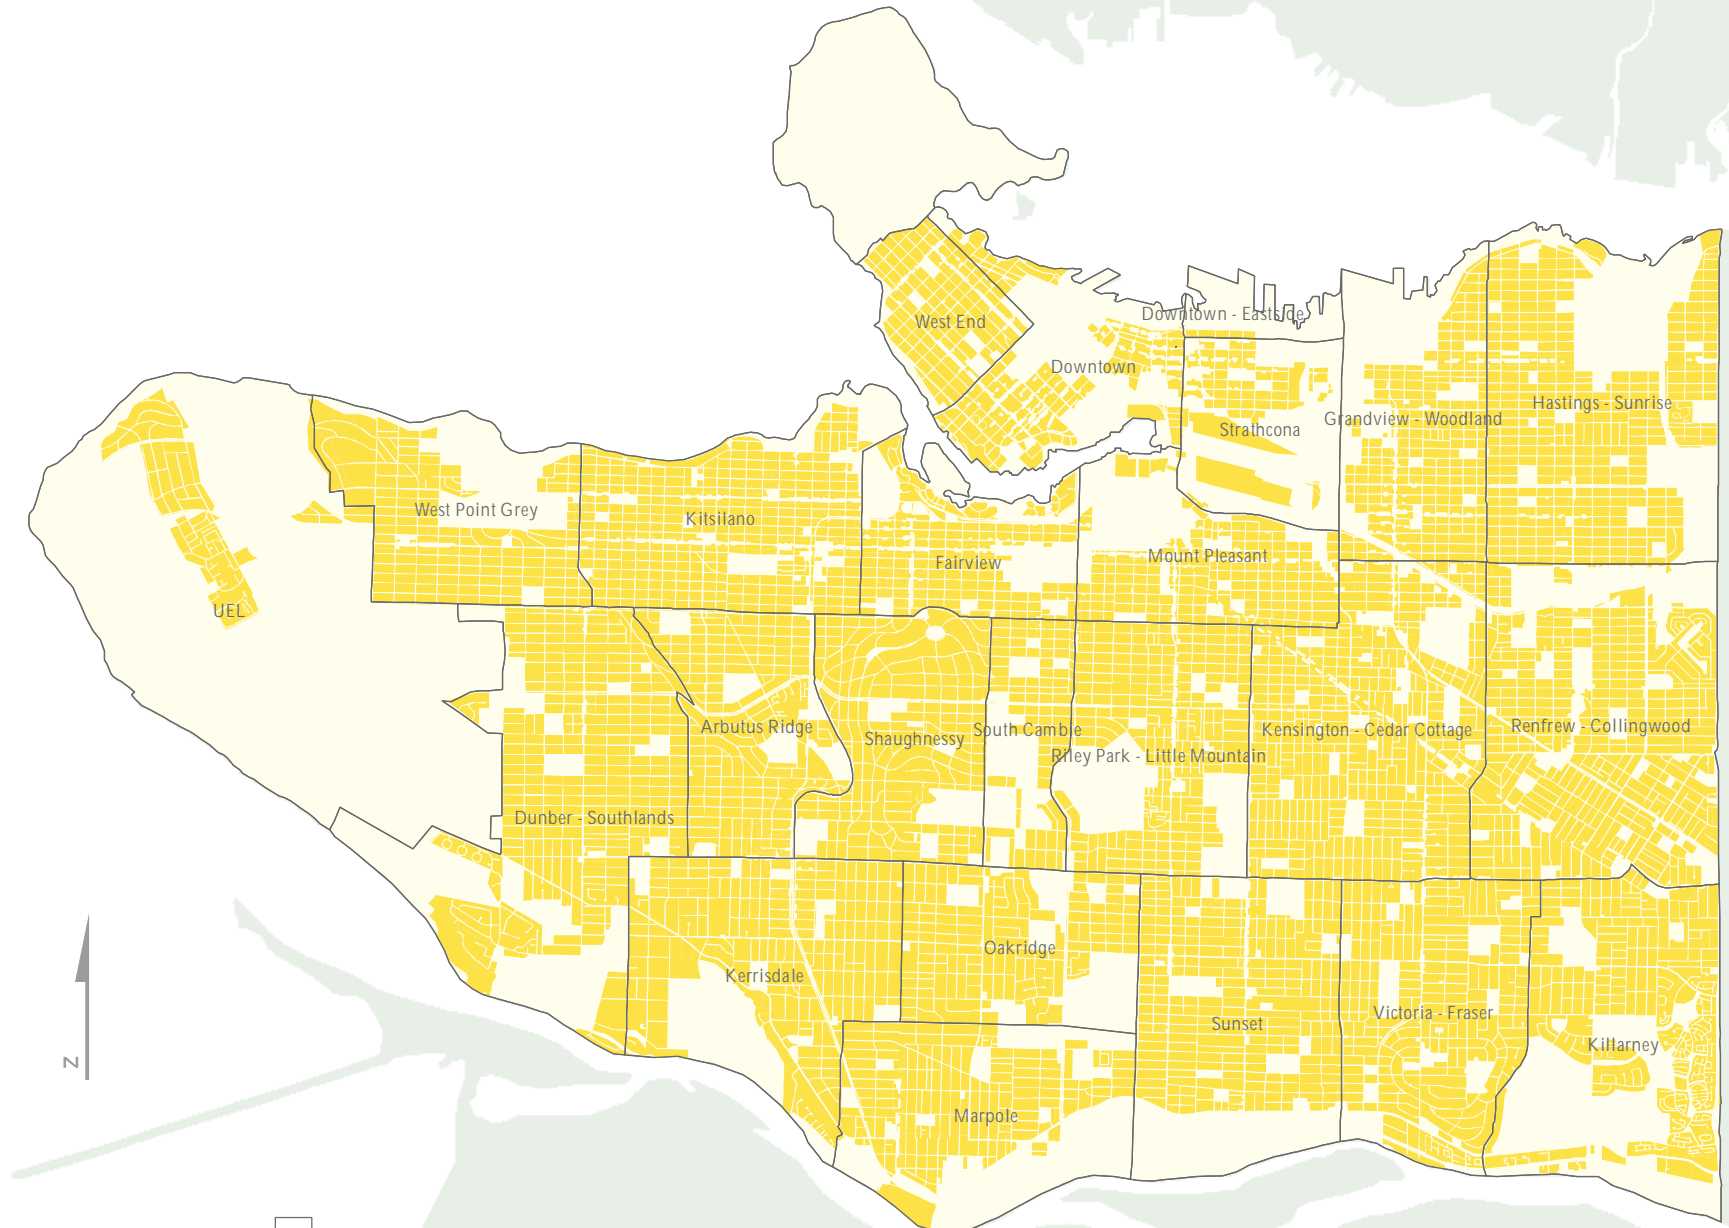 West End
Downtown - Eastside
Downtown
Hastings - Sunrise
Grandview - Woodland
Strathcona
West Point Grey
Kitsilano
Mount Pleasant
Fairview
UEL
Arbutus Ridge
Shaughnessy
South Cambie
Kensington - Cedar Cottage
Renfrew - Collingwood
Riley Park - Little Mountain
Dunber - Southlands
Oakridge
Kerrisdale
Victoria - Fraser
Sunset
Killarney
N
Marpole